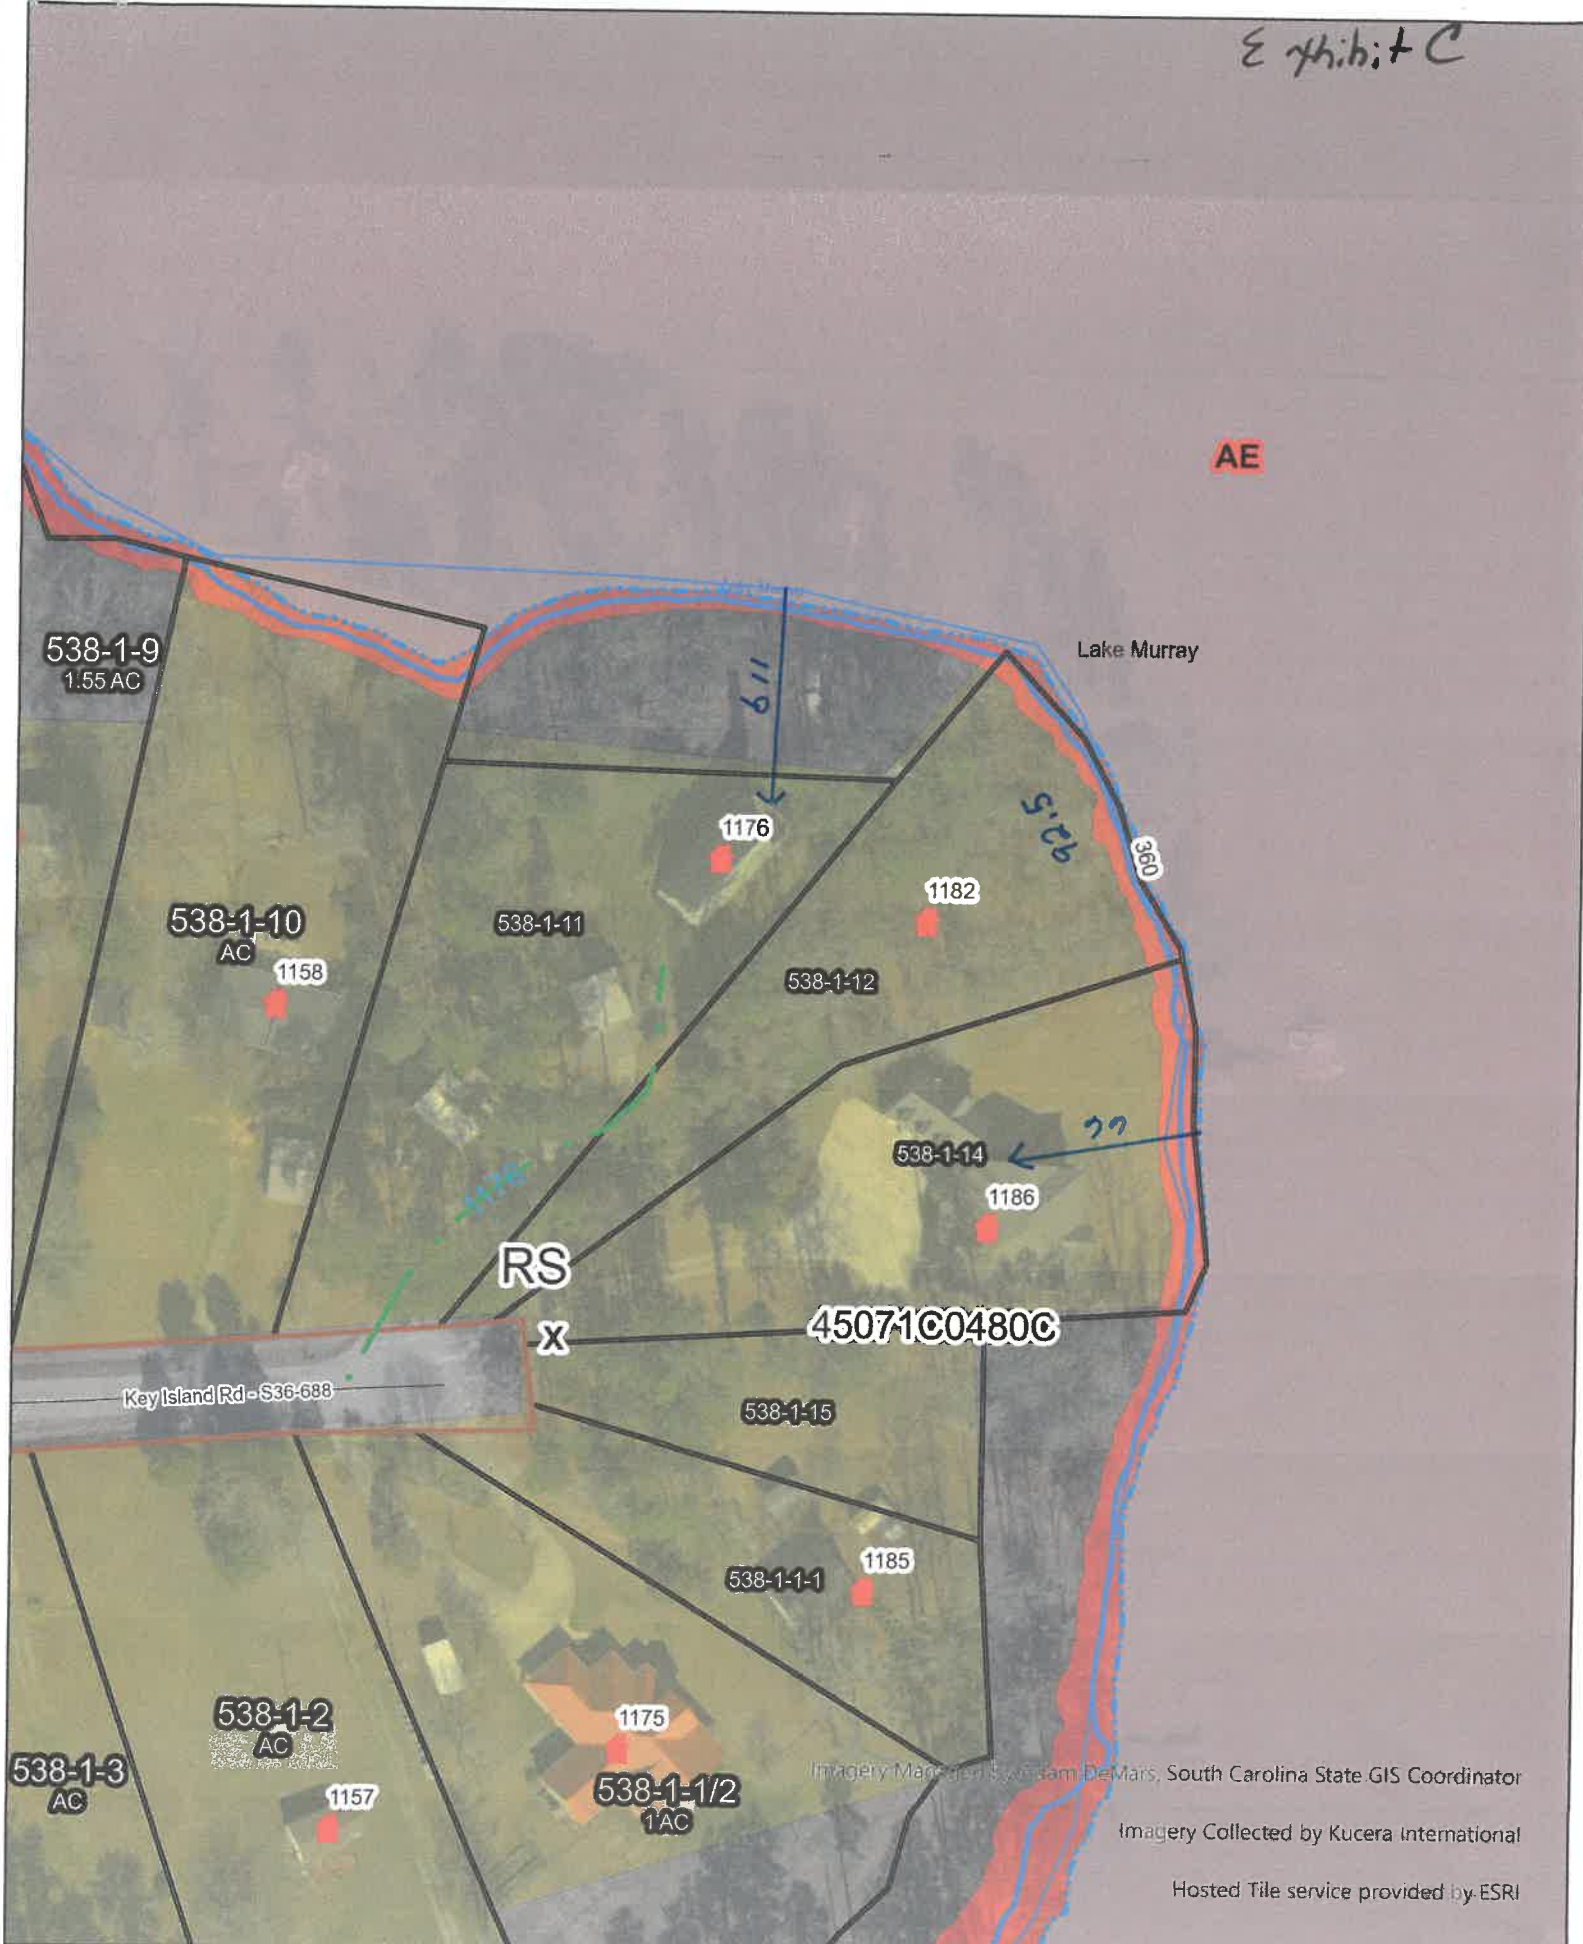 Exhibit C
AE
Lake Murray
538-1-9
1.55 AC
119
1176
92.5
360
1182
538-1-10
AC
1158
538-1-11
538-1-12
538-1-14
1186
1176
RS
X
45071C0480C
Key Island Rd - S36-688
538-1-15
538-1-1-1
1185
538-1-2
AC
1175
538-1-1/2
1 AC
538-1-3
AC
1157
South Carolina State GIS Coordinator
Imagery Collected by Kucera International
Hosted Tile service provided by ESRI